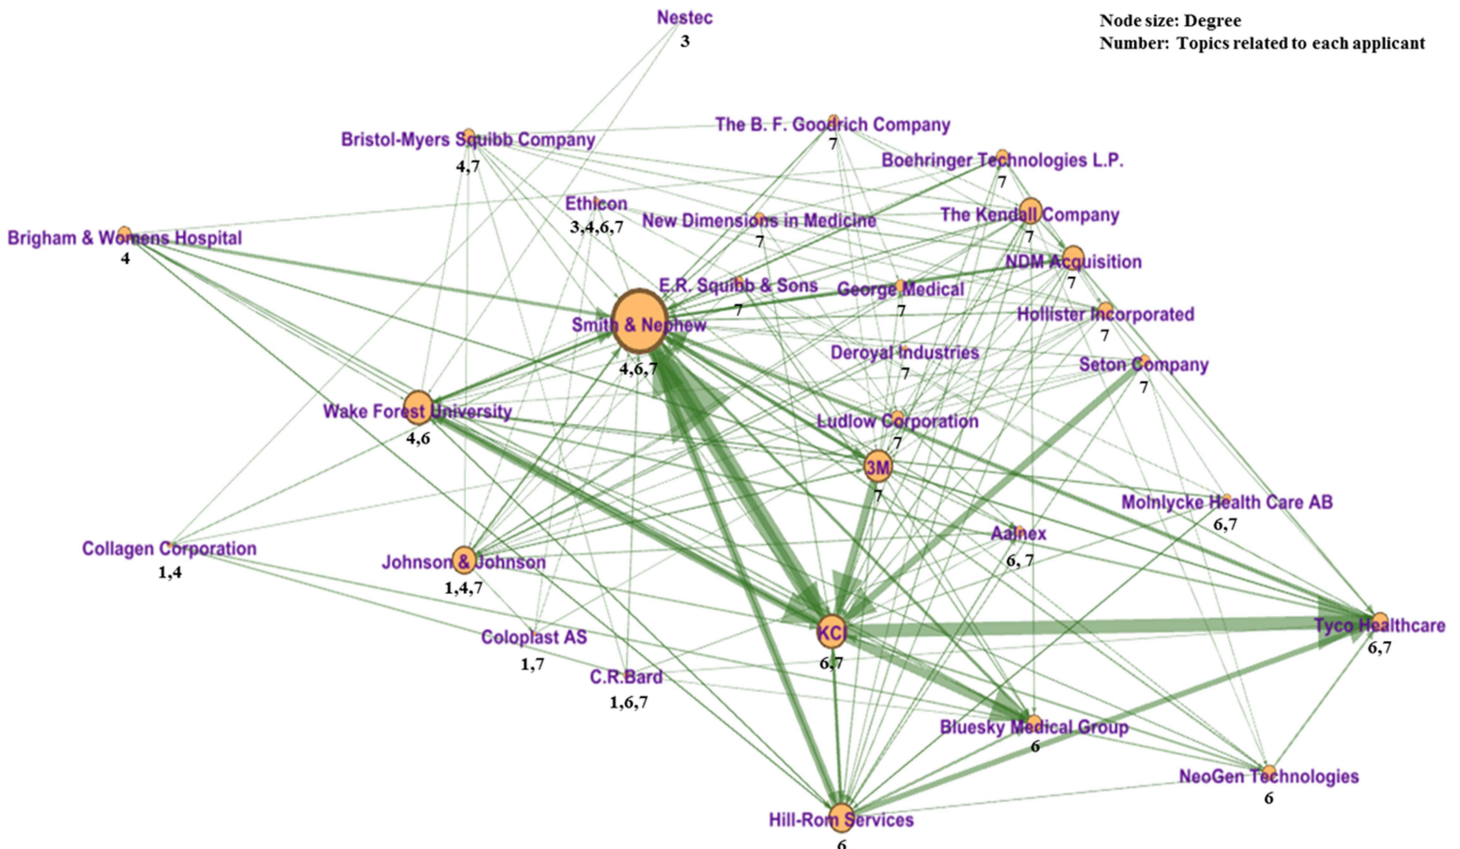 Nestec
3
Node size: Degree
Number: Topics related to each applicant
Bristol-Myers Squibb Company
4,7
The B. F. Goodrich Company
7
Boehringer Technologies L.P.
7
Ethicon
3,4,6,7
New Dimensions in Medicine
7
The Kendall Company
7
Brigham & Womens Hospital
4
NDM Acquisition
7
E.R. Squibb & Sons
7
George Medical
7
Hollister Incorporated
7
Smith & Nephew
4,6,7
Deroyal Industries
7
Seton Company
7
Wake Forest University
4,6
Ludlow Corporation
7
3M
7
Molnlycke Health Care AB
6,7
Aalnex
6, 7
Collagen Corporation
1,4
Johnson & Johnson
1,4,7
Coloplast AS
1,7
KCI
6,7
Tyco Healthcare
6,7
C.R.Bard
1,6,7
Bluesky Medical Group
6
NeoGen Technologies
6
Hill-Rom Services
6